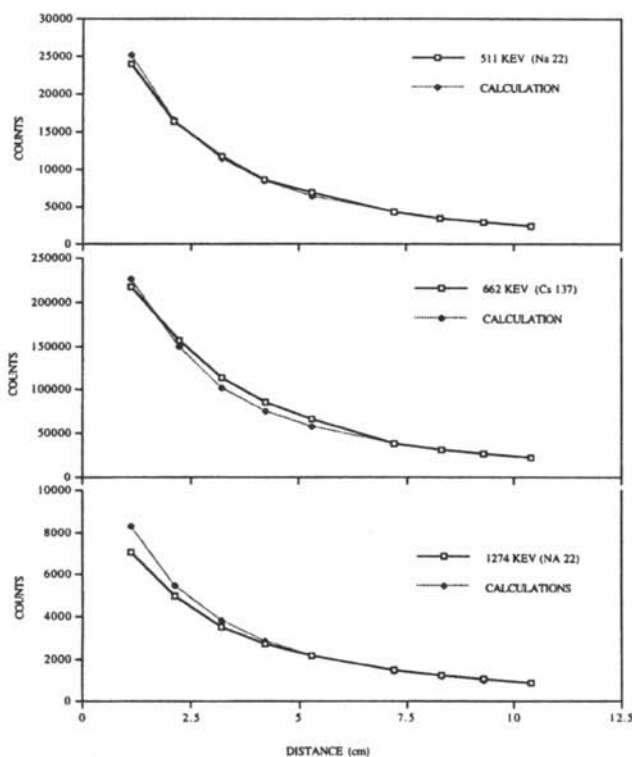 30000
25000
20000
15000
10000
5000
0
COUNTS
511 KEV (Na 22)
CALCULATION
250000
200000
150000
100000
50000
0
COUNTS
662 KEV (Cs 137)
CALCULATION
10000
8000
6000
4000
2000
0
COUNTS
1274 KEV (NA 22)
CALCULATIONS
0 2.5 5 7.5 10 12.5
DISTANCE (cm)